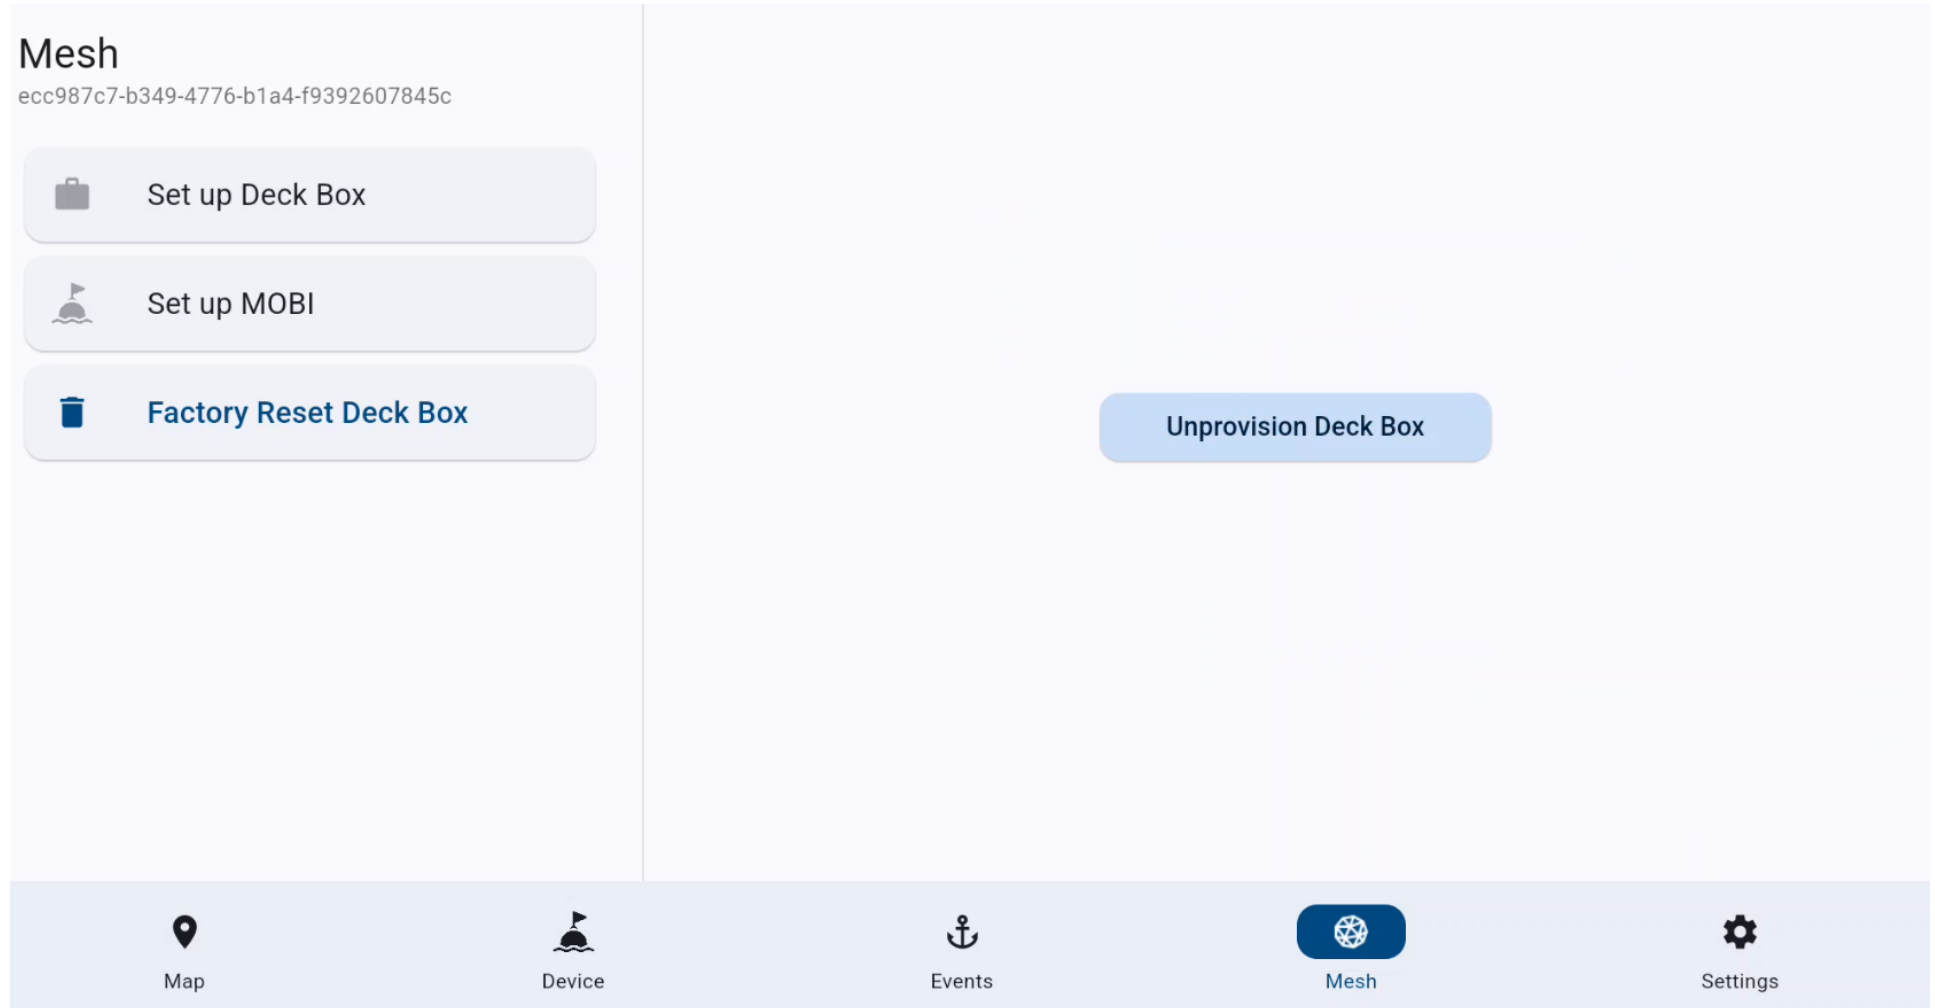 Mesh
ecc987c7-b349-4776-b1a4-f9392607845c
Set up Deck Box
Set up MOBI
Factory Reset Deck Box
Unprovision Deck Box
Map
Device
Events
Mesh
Settings